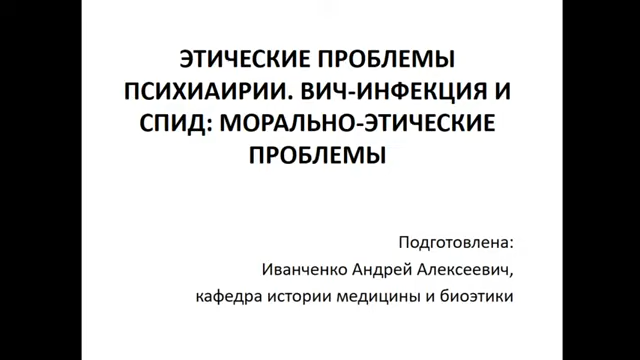 ЭТИЧЕСКИЕ ПРОБЛЕМЫ
ПСИХИАИРИИ. ВИЧ-ИНФЕКЦИЯ И
СПИД: МОРАЛЬНО-ЭТИЧЕСКИЕ
ПРОБЛЕМЫ
Подготовлена:
Иванченко Андрей Алексеевич,
кафедра истории медицины и биоэтики